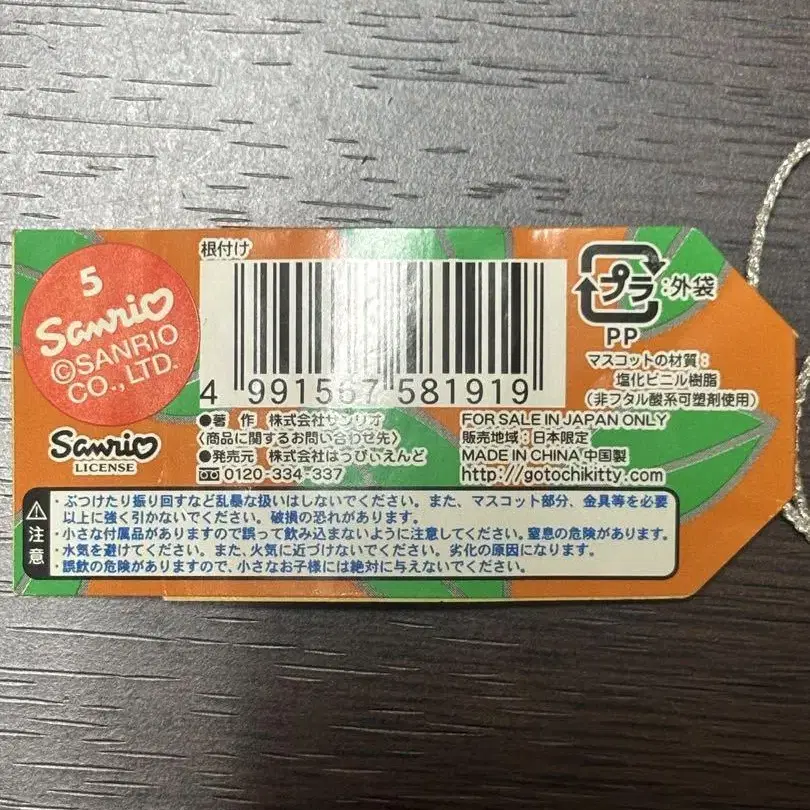 5
Sanrio
©SANRIO
CO., LTD.
Sanrio
LICENSE
根付け
4 991567 581919
プラ :外袋
PP
マスコットの材質:
塩化ビニル樹脂
(非フタル酸系可塑剤使用)
●著 作 株式会社サンリオ
〈商品に関するお問い合わせ先〉
●発売元 株式会社はうぴぃえんど
0120-334-337
FOR SALE IN JAPAN ONLY
販売地域:日本限定
MADE IN CHINA 中国製
http://gotochikitty.com
注意
・ぶつけたり振り回すなど乱暴な扱いはしないでください。また、マスコット部分、金具等を必要
以上に強く引かないでください。破損の恐れがあります。
・小さな付属品がありますので誤って飲み込まないように注意してください。窒息の危険があります。
・水気を避けてください。また、火気に近づけないでください。劣化の原因になります。
・誤飲の危険がありますので、小さなお子様には絶対に与えないでください。